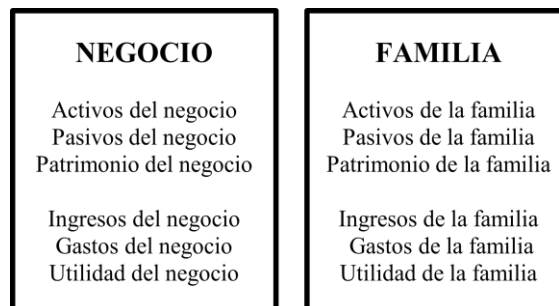 NEGOCIO
Activos del negocio
Pasivos del negocio
Patrimonio del negocio
Ingresos del negocio
Gastos del negocio
Utilidad del negocio
FAMILIA
Activos de la familia
Pasivos de la familia
Patrimonio de la familia
Ingresos de la familia
Gastos de la familia
Utilidad de la familia